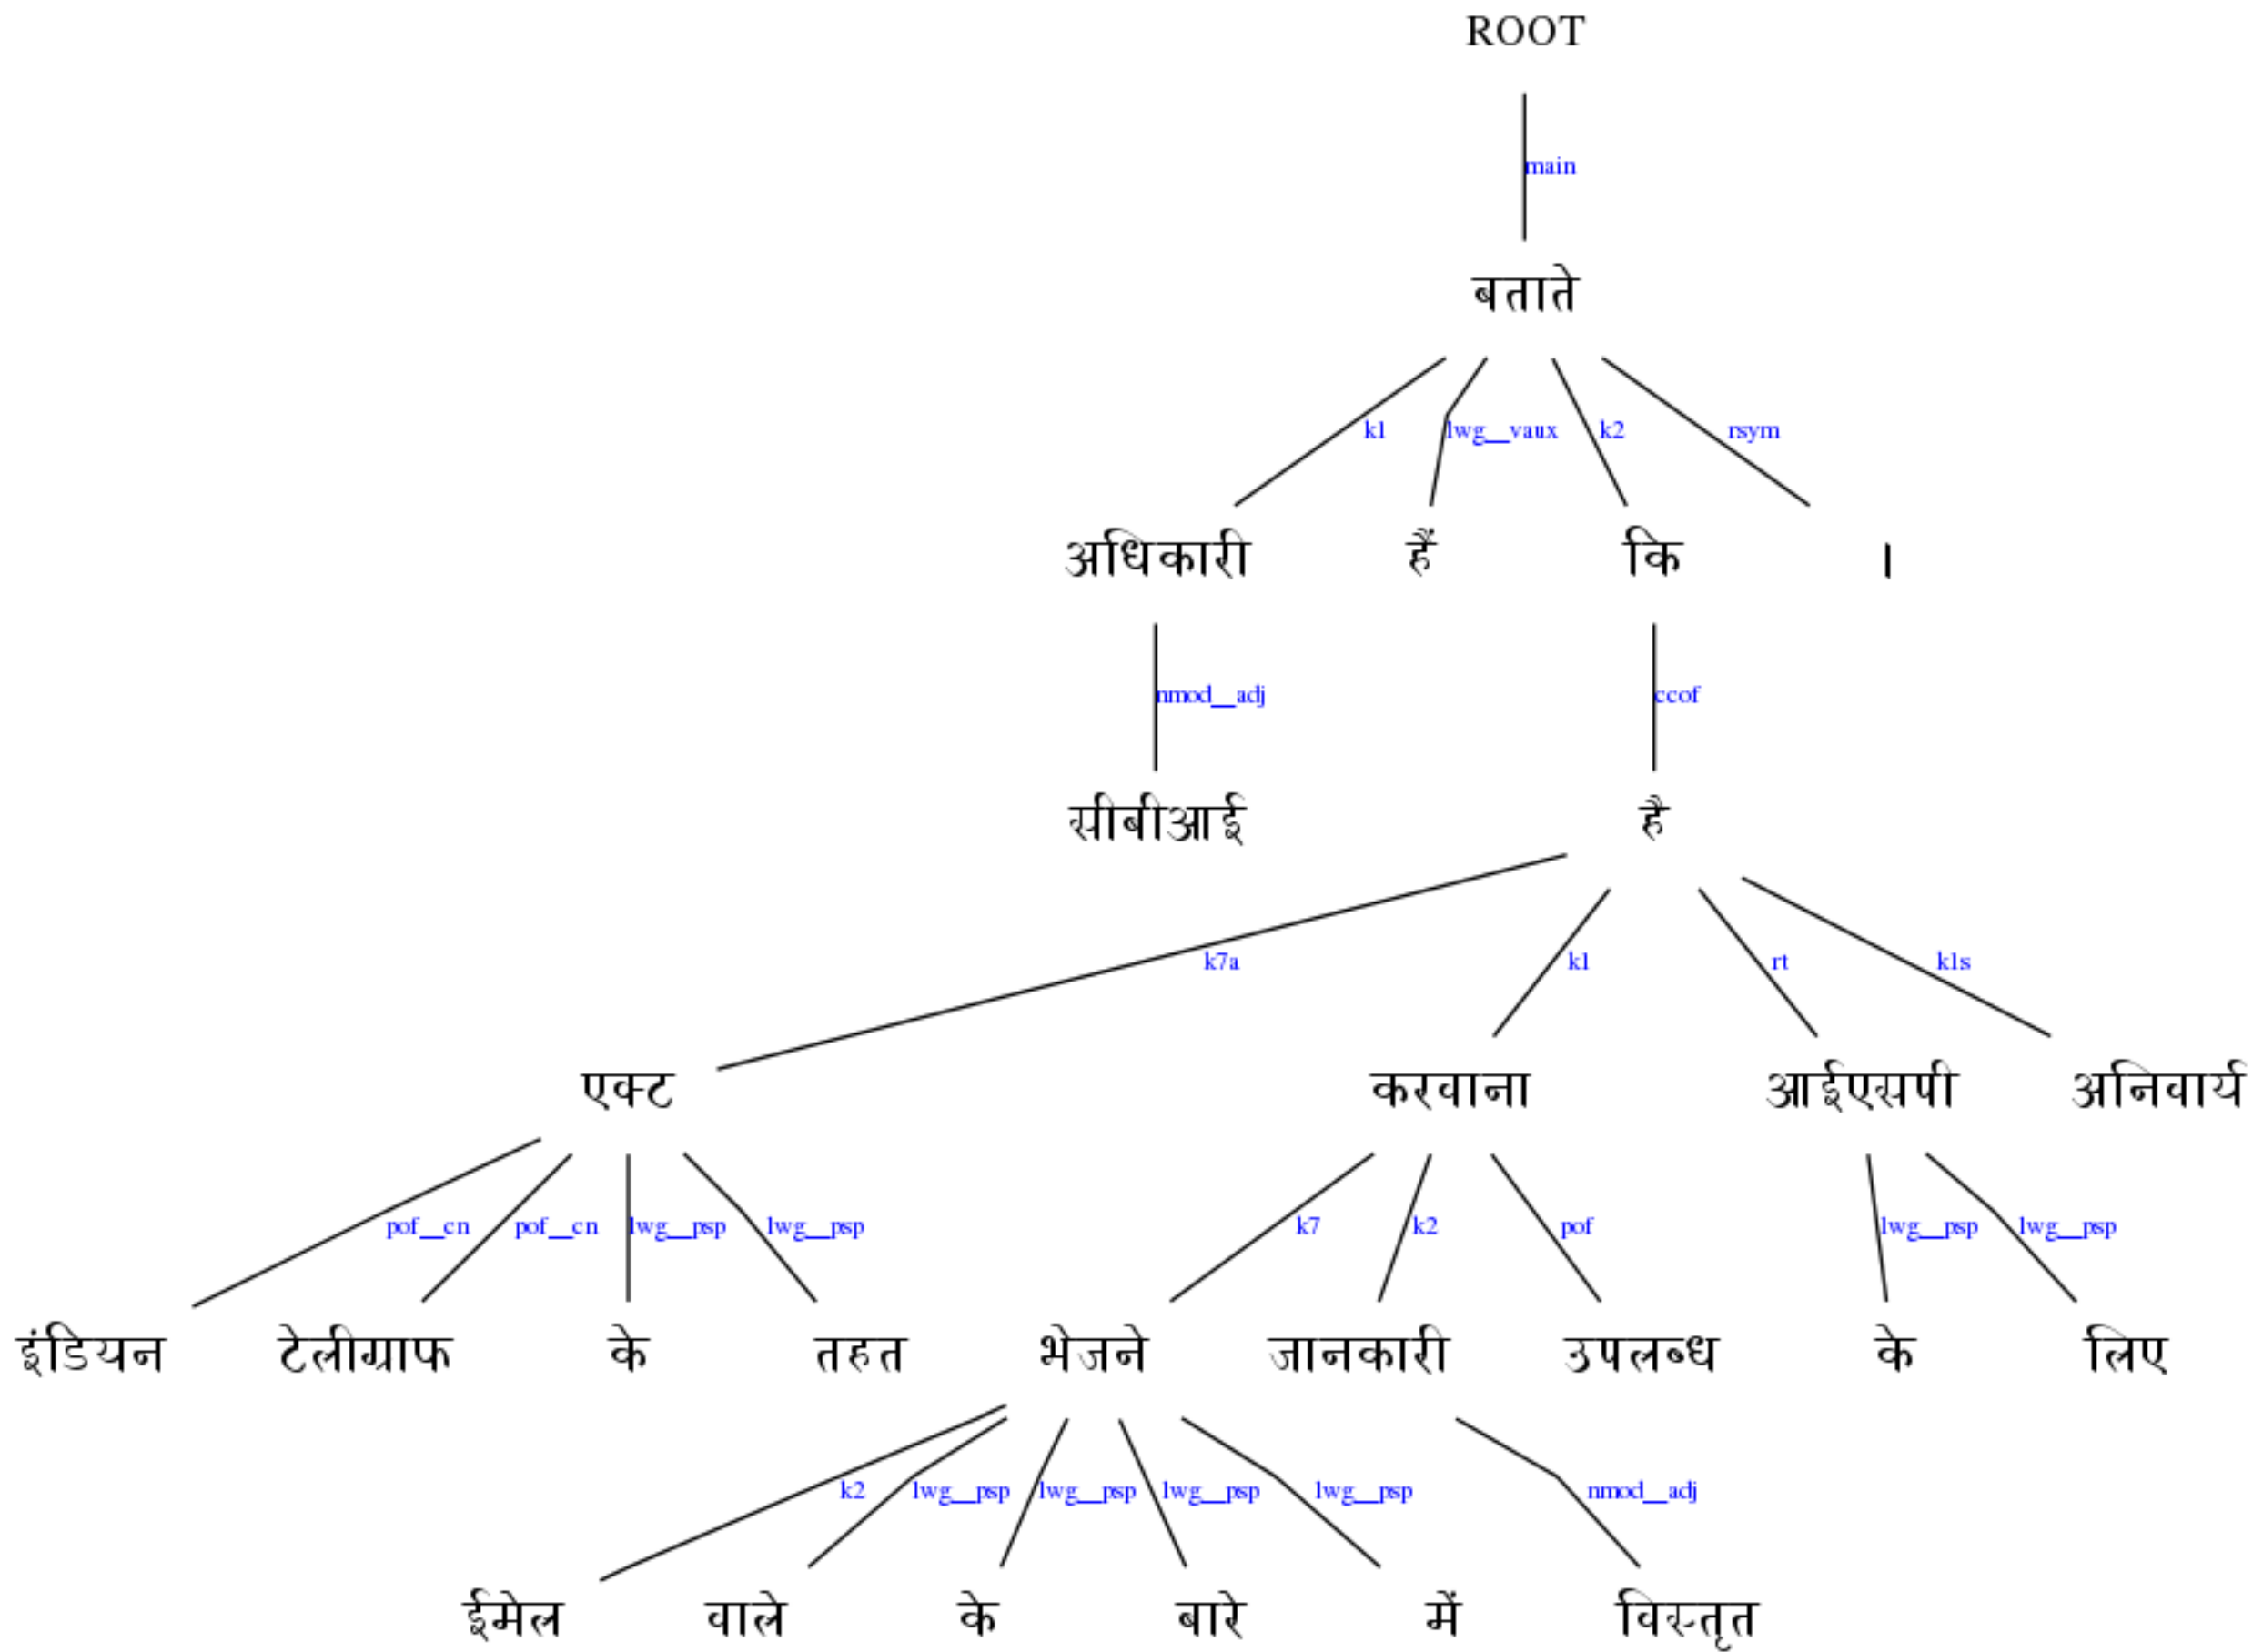 ROOT
main
बताते
k1 lwg__vaux k2 rsym
अधिकारी हैं कि ।
nmod__adj ccof
सीबीआई है
k7a k1 rt k1s
एक्ट करवाना आईएसपी अनिवार्य
pof__cn pof__cn lwg__psp lwg__psp k7 k2 pof lwg__psp lwg__psp
इंडियन टेलीग्राफ के तहत भेजने जानकारी उपलब्ध के लिए
k2 lwg__psp lwg__psp lwg__psp lwg__psp nmod__adj
ईमेल वाले के बारे में विस्तृत